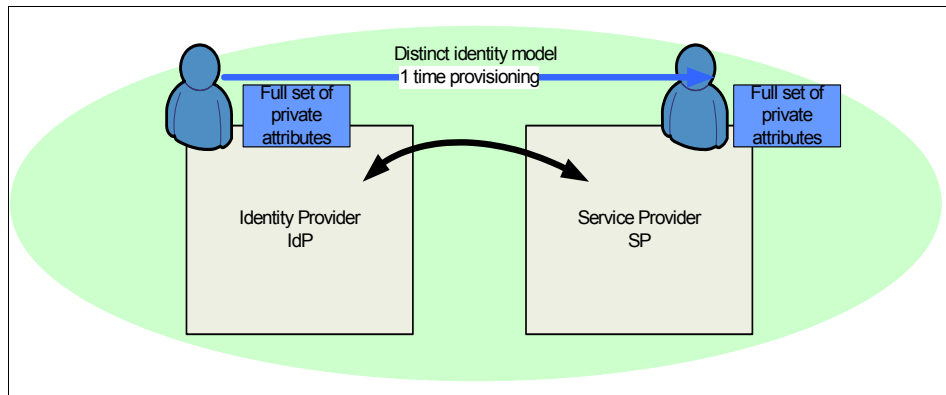 Distinct identity model
1 time provisioning
Full set of
private
attributes
Full set of
private
attributes
Identity Provider
IdP
Service Provider
SP